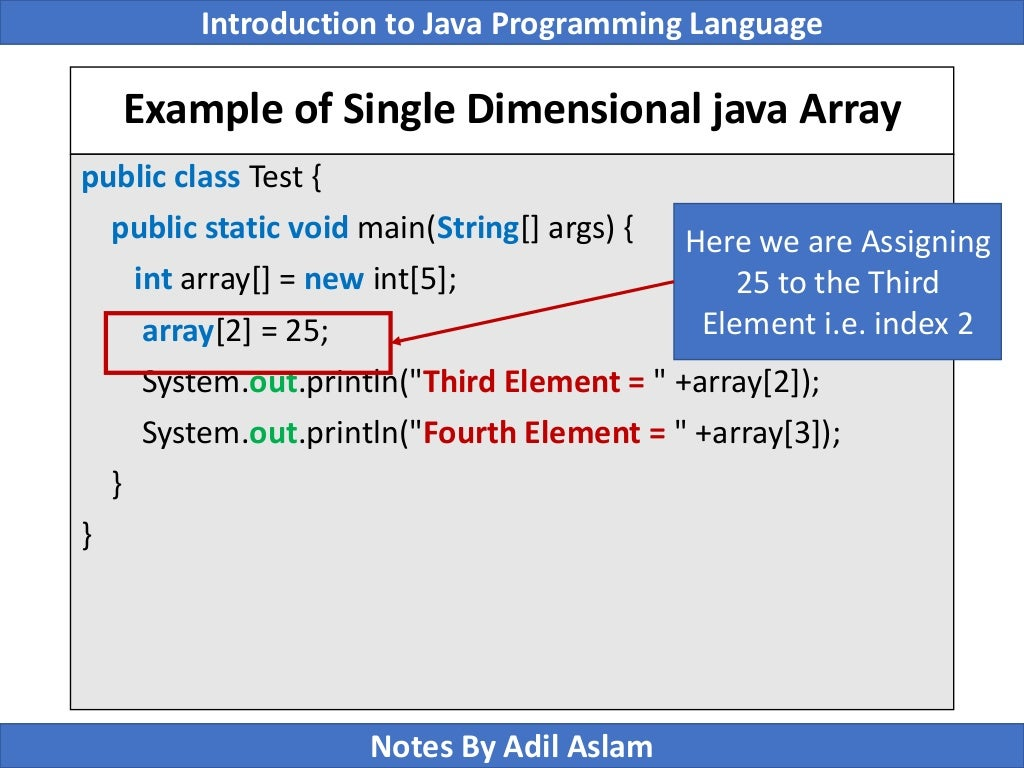 Introduction to Java Programming Language
Example of Single Dimensional java Array
public class Test {
public static void main(String[] args) {
int array[] = new int[5];
array[2] = 25;
System.out.println("Third Element = " +array[2]);
System.out.println("Fourth Element = " +array[3]);
}
}
Here we are Assigning
25 to the Third
Element i.e. index 2
Notes By Adil Aslam